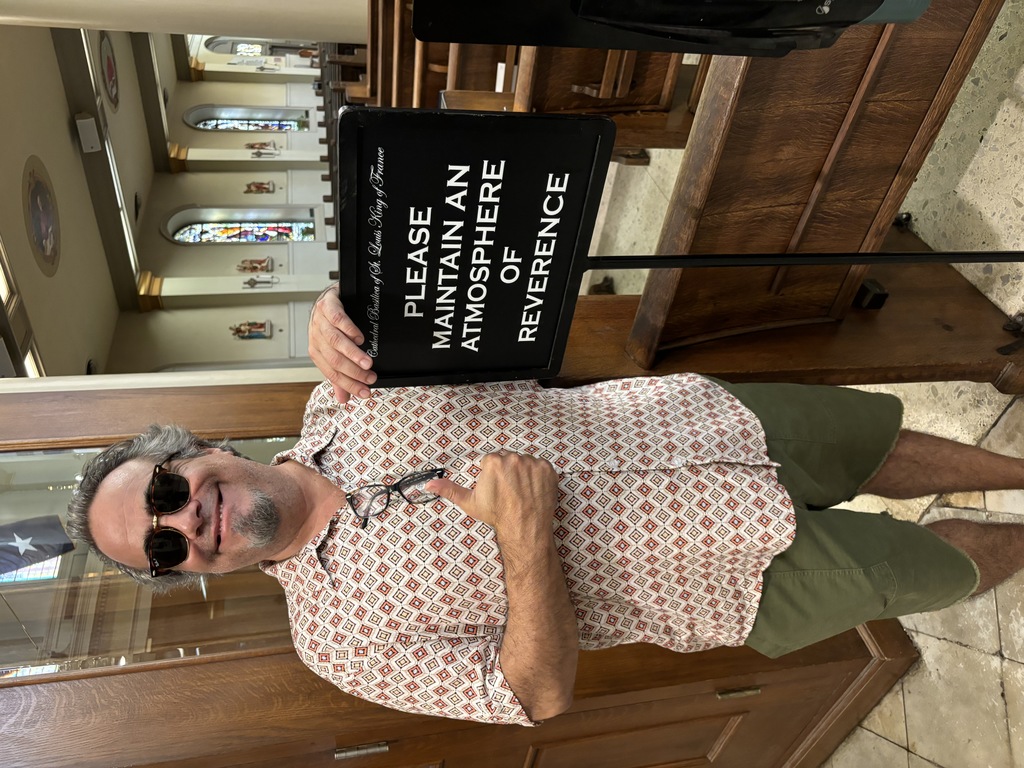 Cathedral Basilica of St. Louis King of France
PLEASE
MAINTAIN AN
ATMOSPHERE
OF
REVERENCE